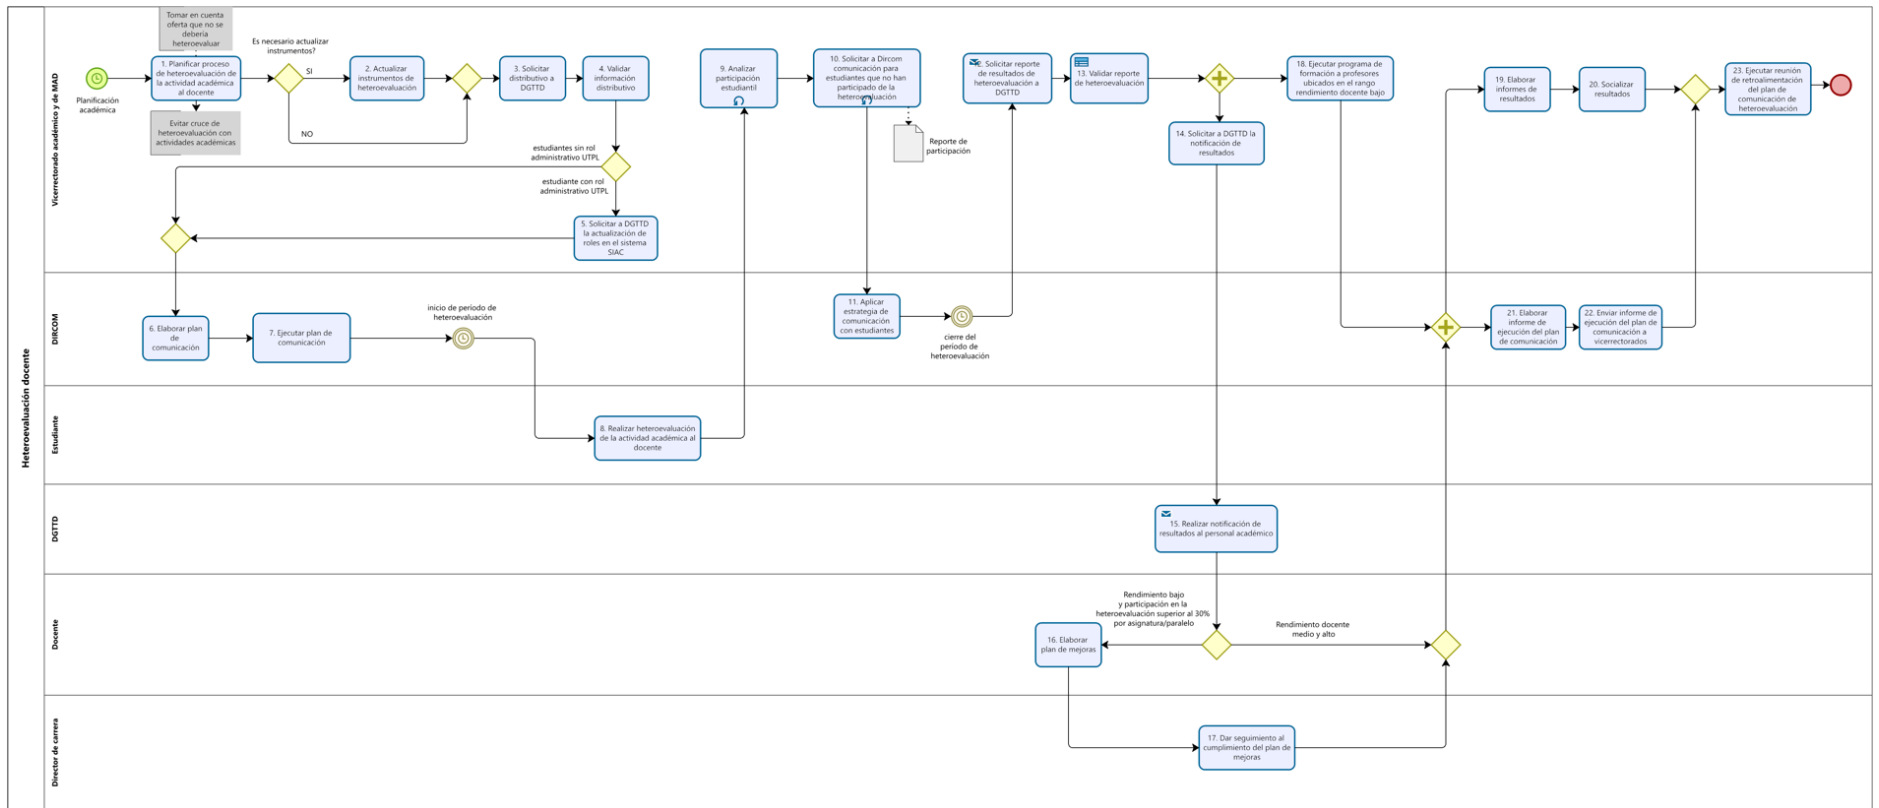 Heteroevaluación docente
Vicerrectorado académico y de MAD
Tomar en cuenta
oferta que no se
debería
heteroevaluar
Planificación
académica
1. Planificar proceso
de heteroevaluación de
la actividad académica
al docente
Evitar cruce de
heteroevaluación con
actividades académicas
Es necesario actualizar
instrumentos?
SI
NO
2. Actualizar
instrumentos de
heteroevaluación
3. Solicitar
distributivo a
DGTTD
4. Validar
información
distributivo
estudiantes sin rol
administrativo UTPL
estudiante con rol
administrativo UTPL
5. Solicitar a DGTTD
la actualización de
roles en el sistema
SIAC
9. Analizar
participación
estudiantil
10. Solicitar a Dircom
comunicación para
estudiantes que no han
participado de la
heteroevaluación
Reporte de
participación
2. Solicitar reporte
de resultados de
heteroevaluación a
DGTTD
13. Validar reporte
de heteroevaluación
14. Solicitar a DGTTD la
notificación de
resultados
18. Ejecutar programa de
formación a profesores
ubicados en el rango
rendimiento docente bajo
19. Elaborar
informes de
resultados
20. Socializar
resultados
23. Ejecutar reunión
de retroalimentación
del plan de
comunicación de
heteroevaluación
DIRCOM
6. Elaborar plan
de
comunicación
7. Ejecutar plan de
comunicación
inicio de período de
heteroevaluación
11. Aplicar
estrategia de
comunicación
con estudiantes
cierre del
período de
heteroevaluación
21. Elaborar
informe de
ejecución del plan
de comunicación
22. Enviar informe de
ejecución del plan de
comunicación a
vicerrectorados
Estudiante
8. Realizar heteroevaluación
de la actividad académica al
docente
DGTTD
15. Realizar notificación de
resultados al personal académico
Docente
Rendimiento bajo
y participación en la
heteroevaluación superior al 30%
por asignatura/paralelo
16. Elaborar
plan de mejoras
Rendimiento docente
medio y alto
Director de carrera
17. Dar seguimiento al
cumplimiento del plan de
mejoras